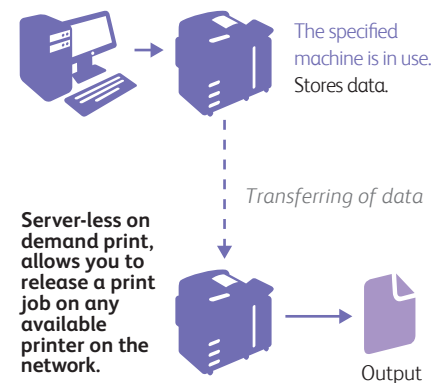 The specified
machine is in use.
Stores data.
Transferring of data
Server-less on
demand print,
allows you to
release a print
job on any
available
printer on the
network.
Output